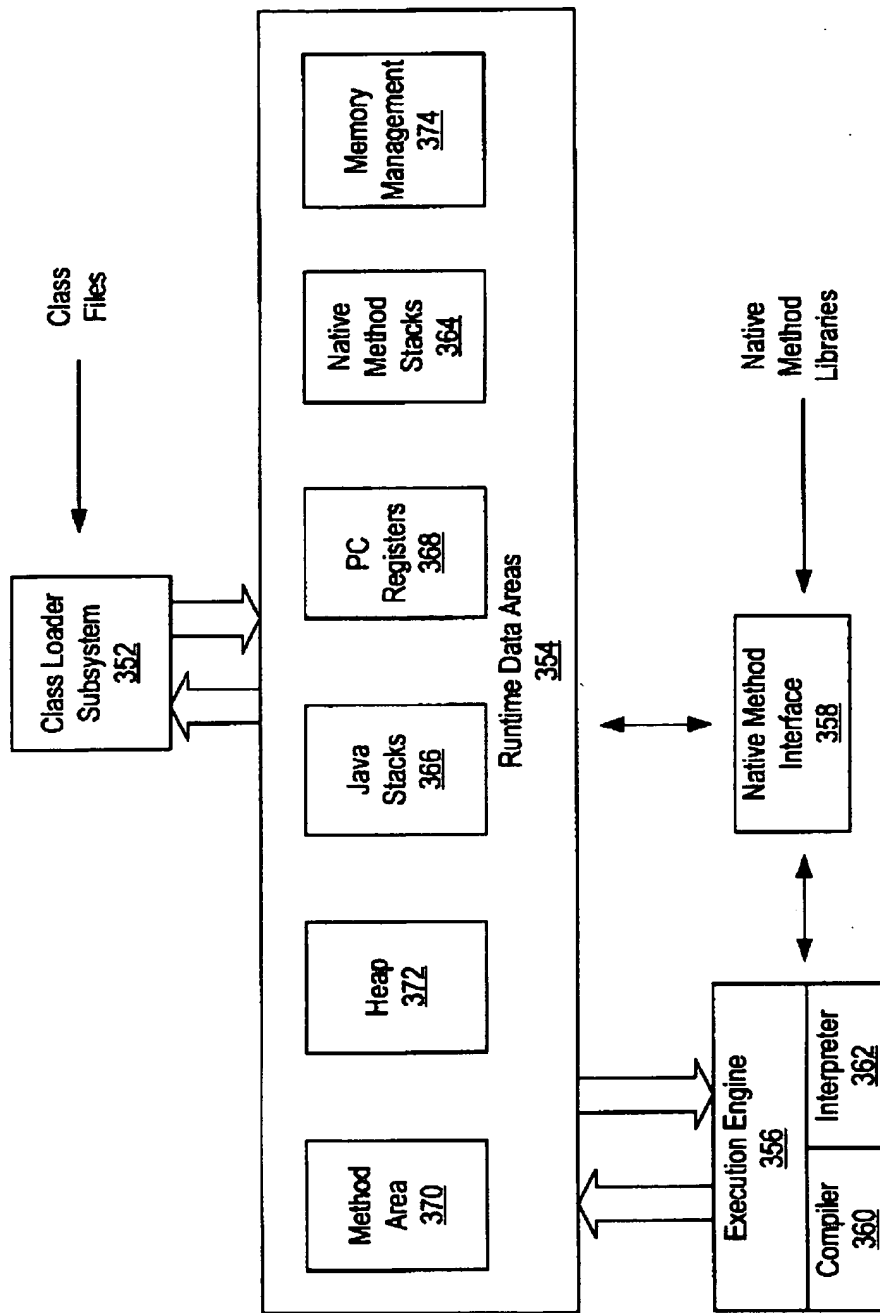 Class
Files
Class Loader
Subsystem
352
Method
Area
370
Heap
372
Java
Stacks
366
PC
Registers
368
Native
Method
Stacks
364
Memory
Management
374
Runtime Data Areas
354
Execution Engine
356
Compiler
360
Interpreter
362
Native Method
Interface
358
Native
Method
Libraries